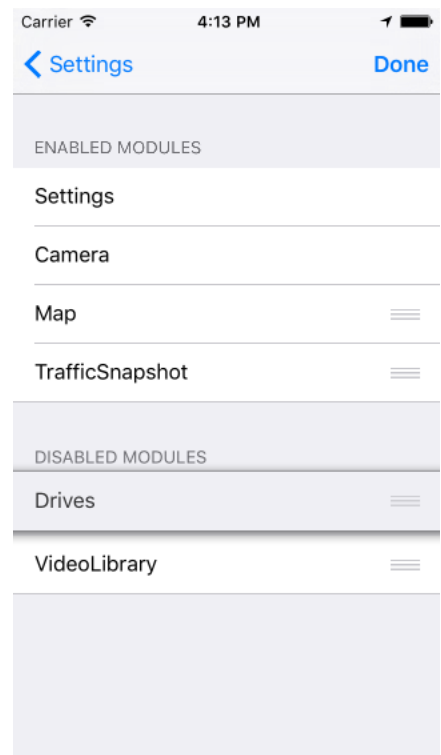 Carrier 4:13 PM
Settings Done
ENABLED MODULES
Settings
Camera
Map
TrafficSnapshot
DISABLED MODULES
Drives
VideoLibrary